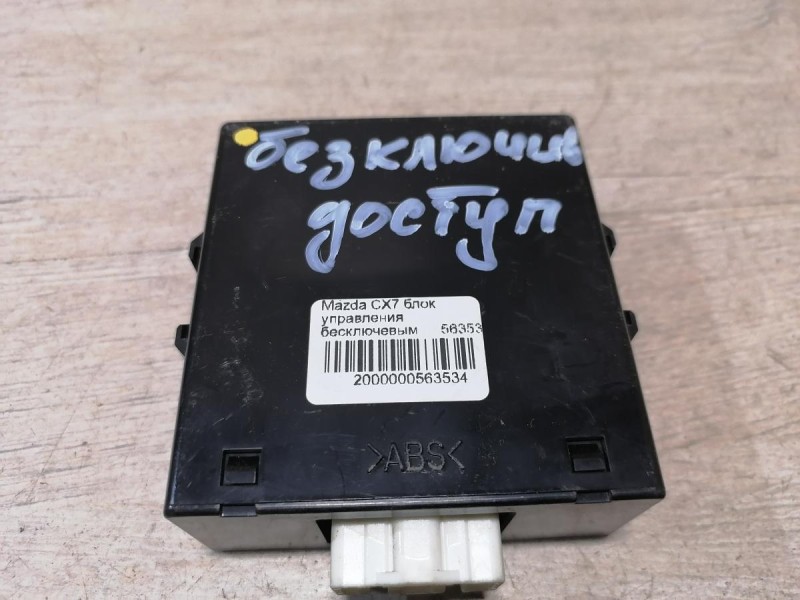 безключив
доступ
Mazda CX7 блок
управления
бесключевым 56353
2000000563534
>ABS<